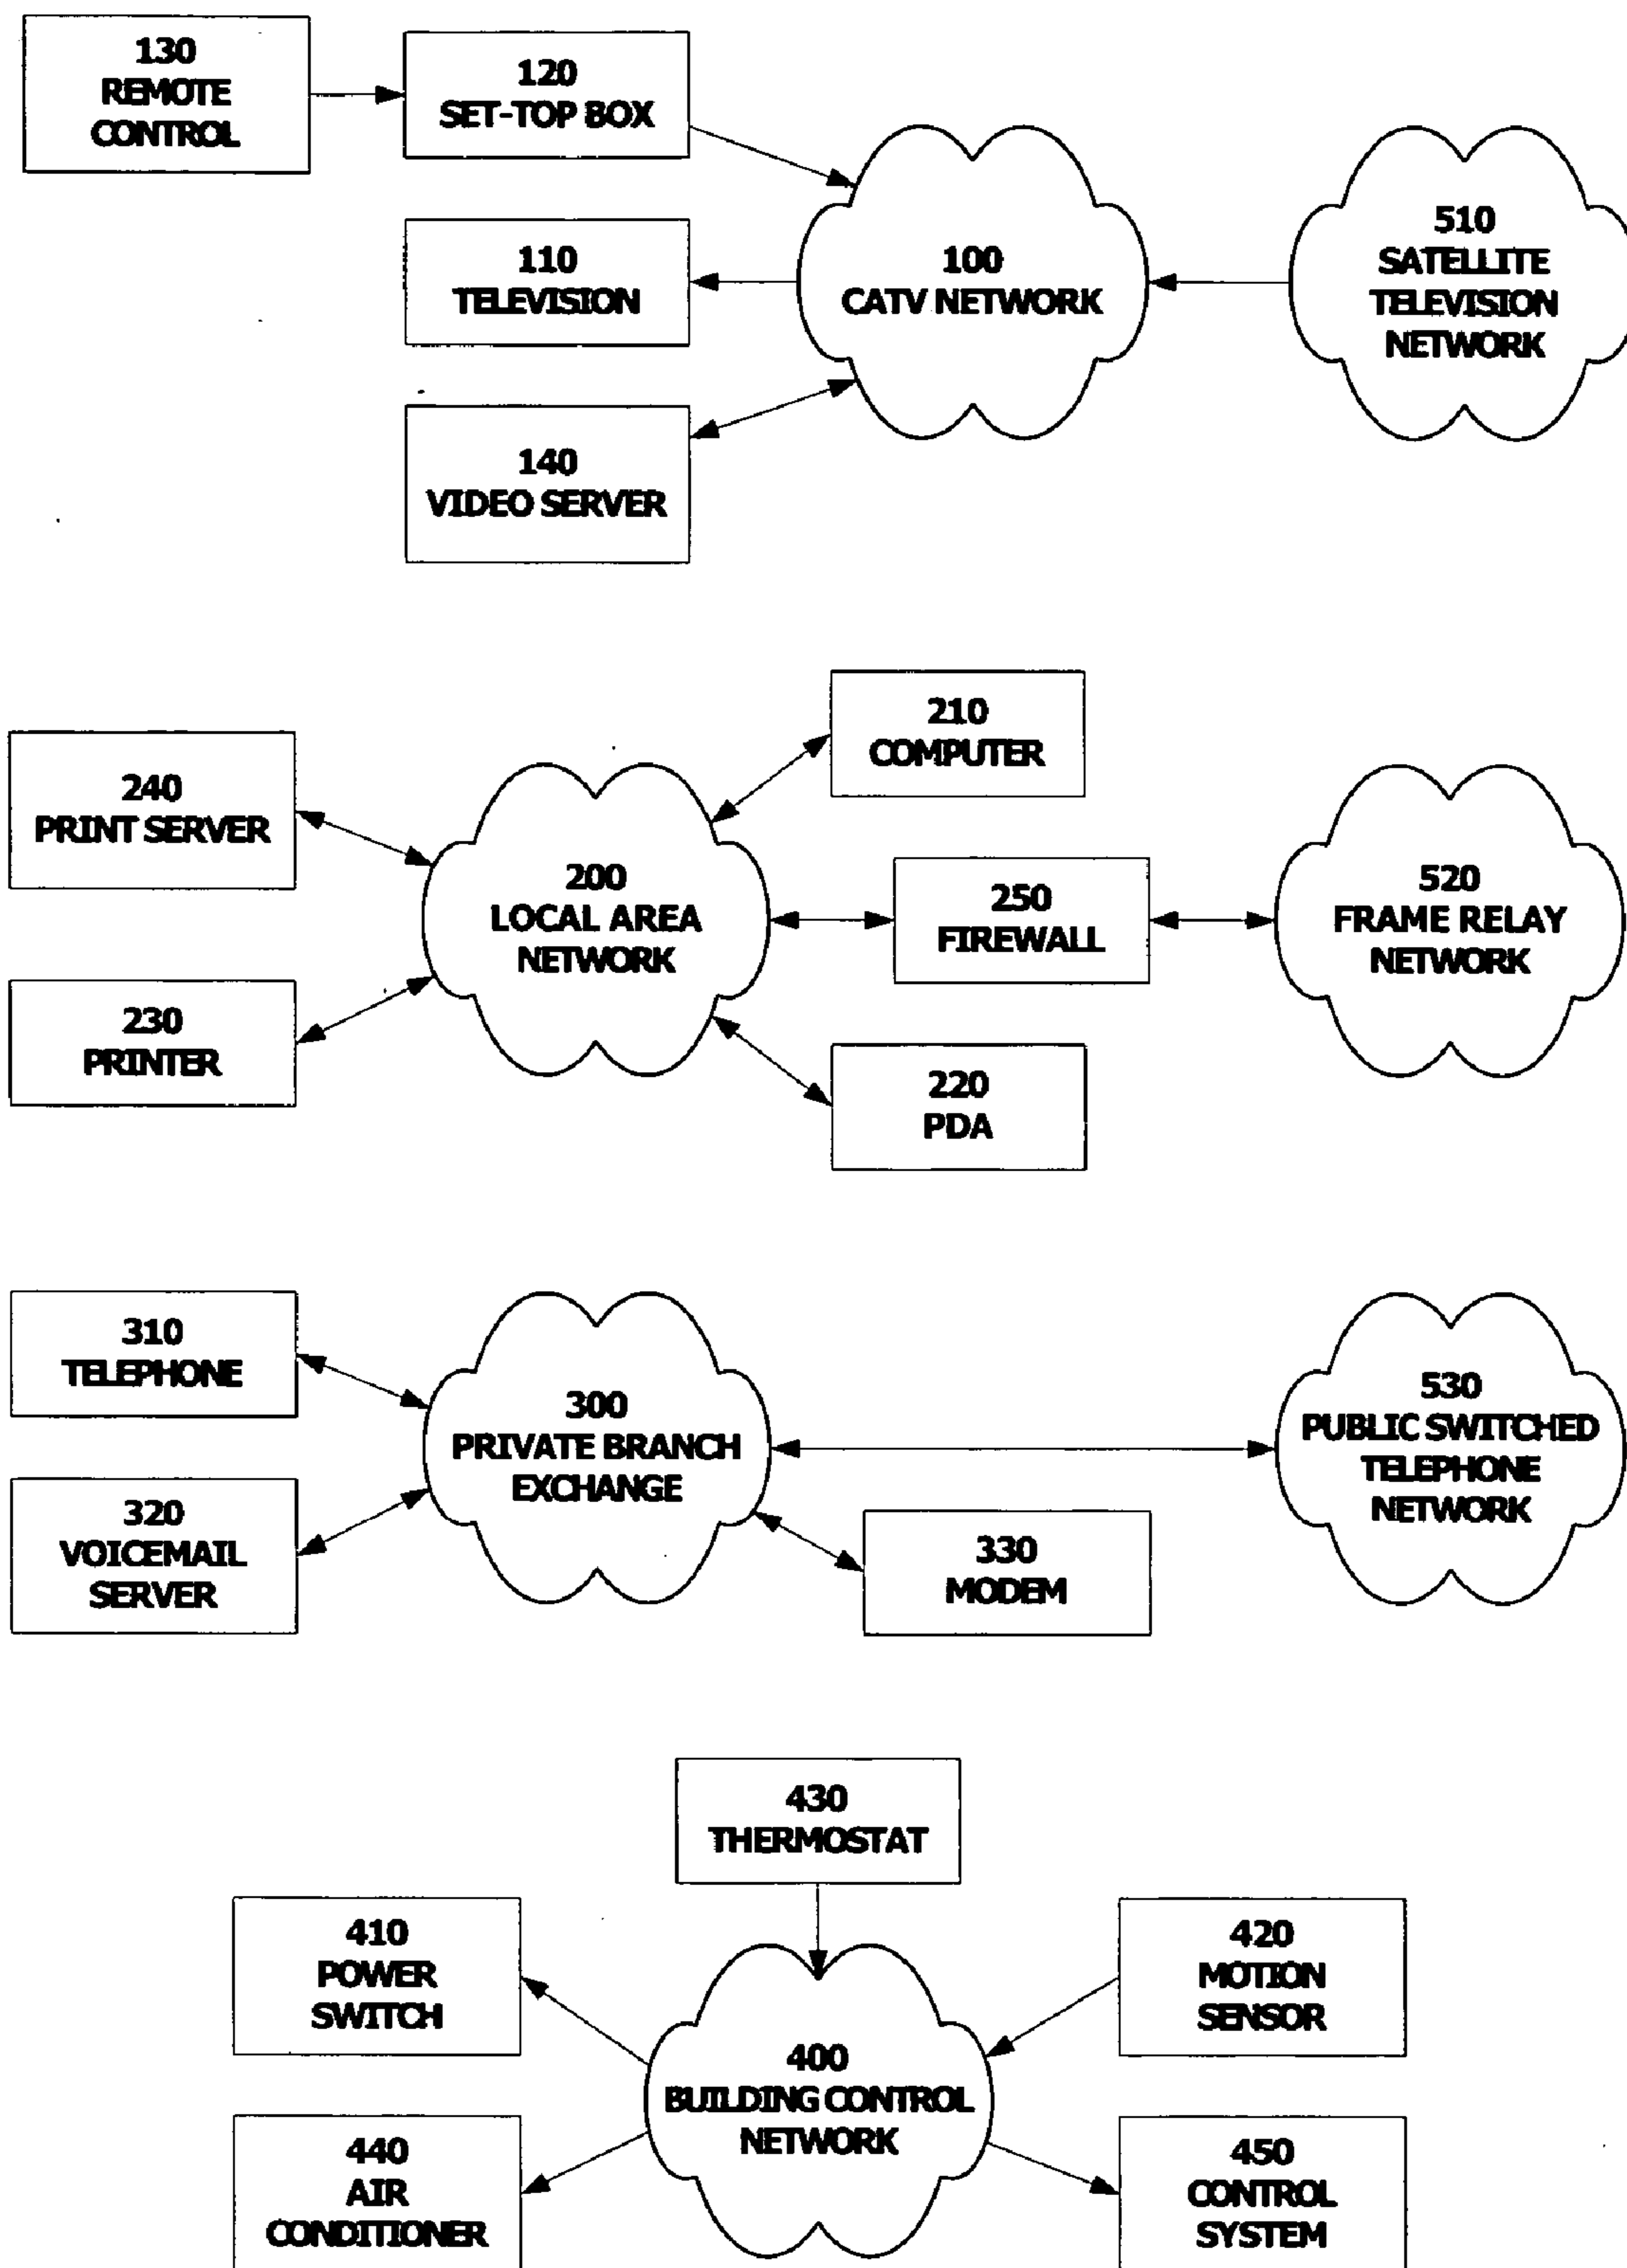 130
REMOTE
CONTROL
120
SET-TOP BOX
110
TELEVISION
100
CATV NETWORK
510
SATELLITE
TELEVISION
NETWORK
140
VIDEO SERVER
210
COMPUTER
240
PRINT SERVER
200
LOCAL AREA
NETWORK
250
FIREWALL
520
FRAME RELAY
NETWORK
230
PRINTER
220
PDA
310
TELEPHONE
300
PRIVATE BRANCH
EXCHANGE
530
PUBLIC SWITCHED
TELEPHONE
NETWORK
320
VOICEMAIL
SERVER
330
MODEM
430
THERMOSTAT
410
POWER
SWITCH
420
MOTION
SENSOR
400
BUILDING CONTROL
NETWORK
440
AIR
CONDITIONER
450
CONTROL
SYSTEM